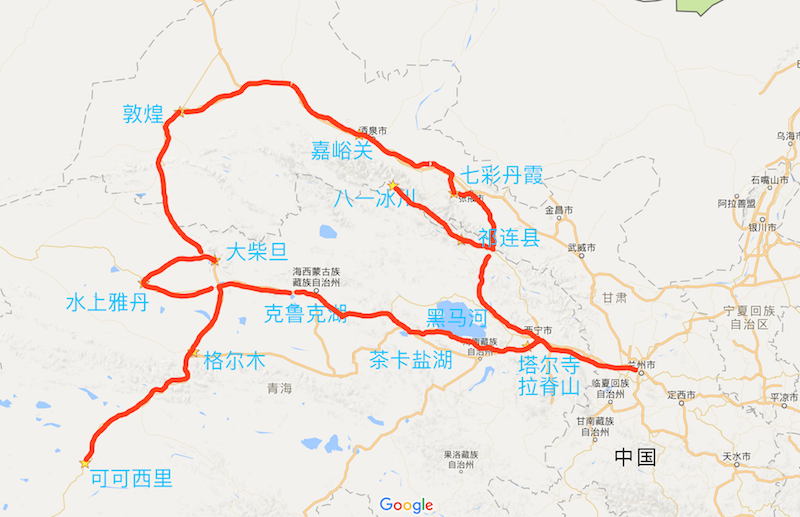 敦煌
酒泉市
嘉峪关
七彩丹霞
八一冰川
祁连县
金昌市
武威市
阿拉善盟
石嘴山市
乌海市
银川市
宁夏回族
自治区
甘肃
大柴旦
海西蒙古族
藏族自治州
水上雅丹
克鲁克湖
黑马河
西宁市
茶卡盐湖
塔尔寺
拉脊山
兰州市
格尔木
青海
临夏回族
自治州
定西市
平凉市
甘南藏族
自治州
果洛藏族
自治州
中国
天水市
可可西里
Google